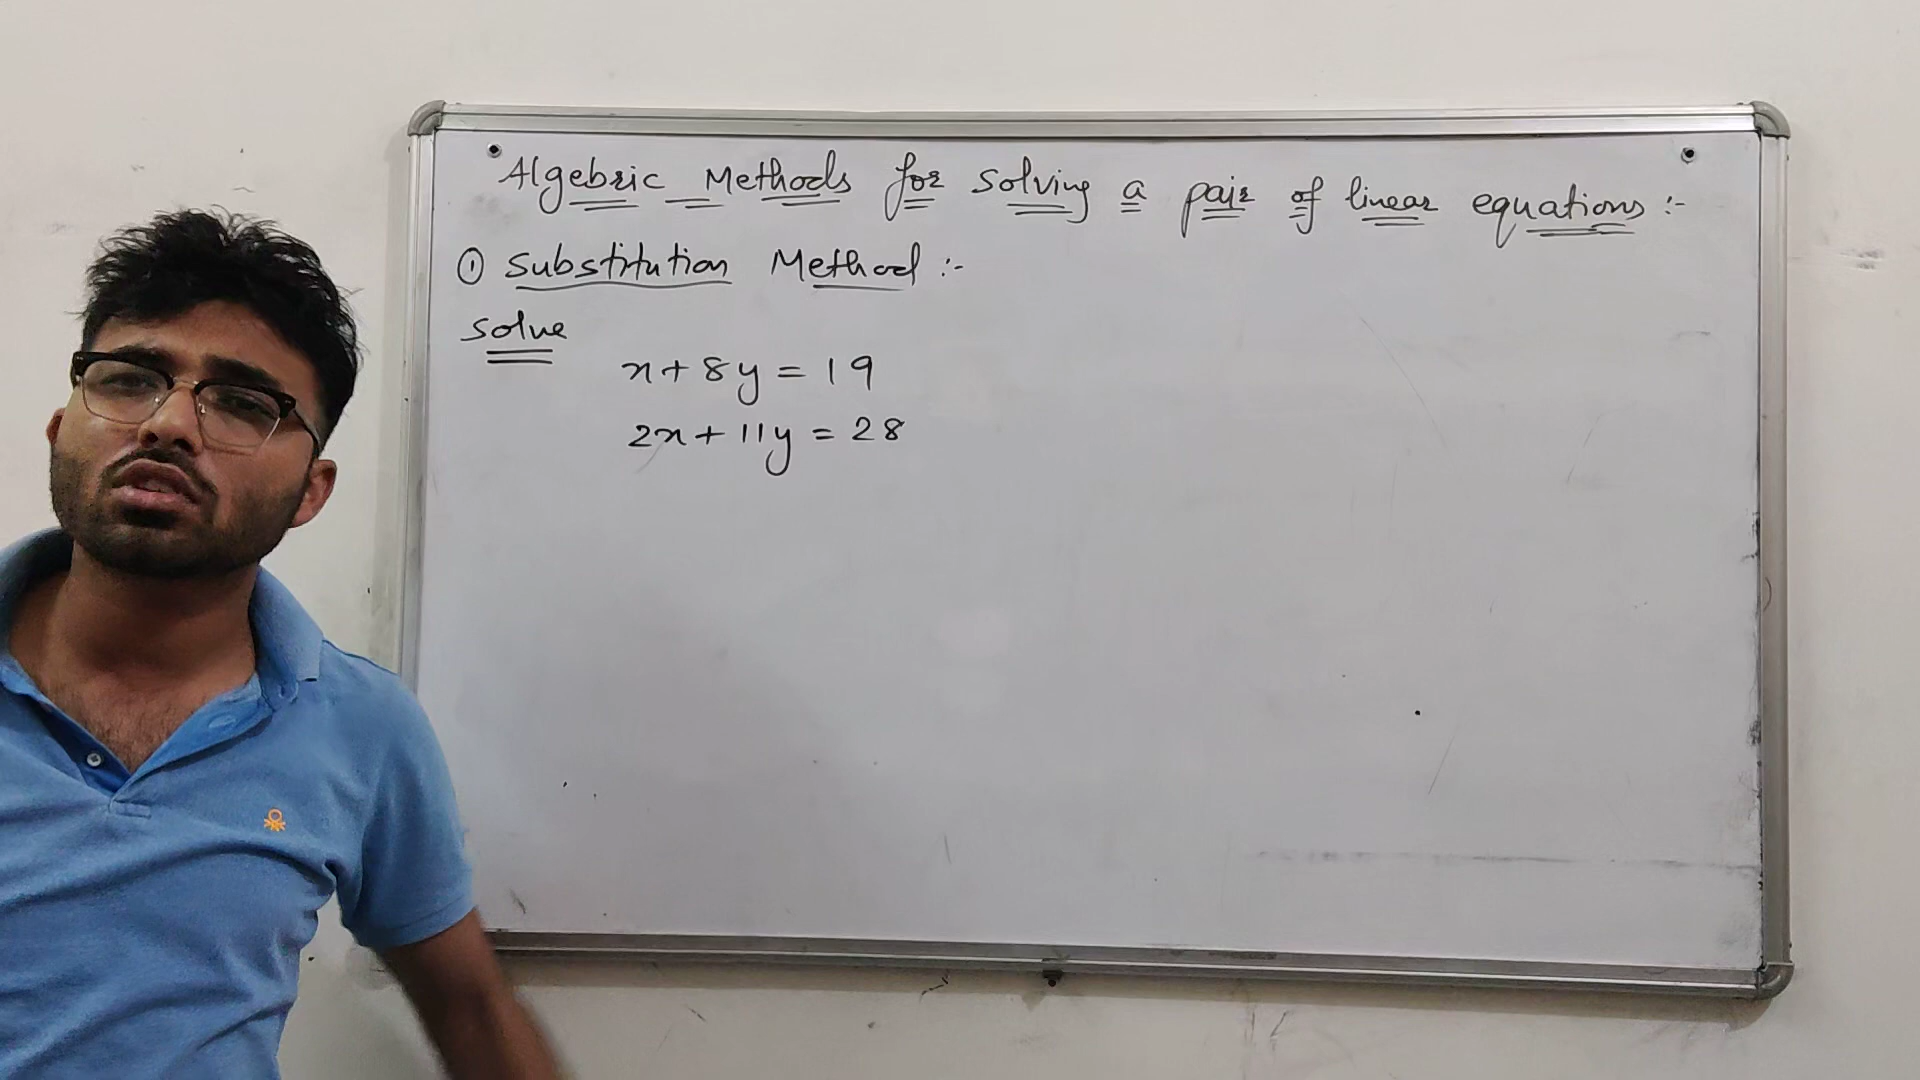 Algebric Methods for solving a pair of linear equations :-
① Substitution Method :-
Solve
x + 8y = 19
2x + 11y = 28